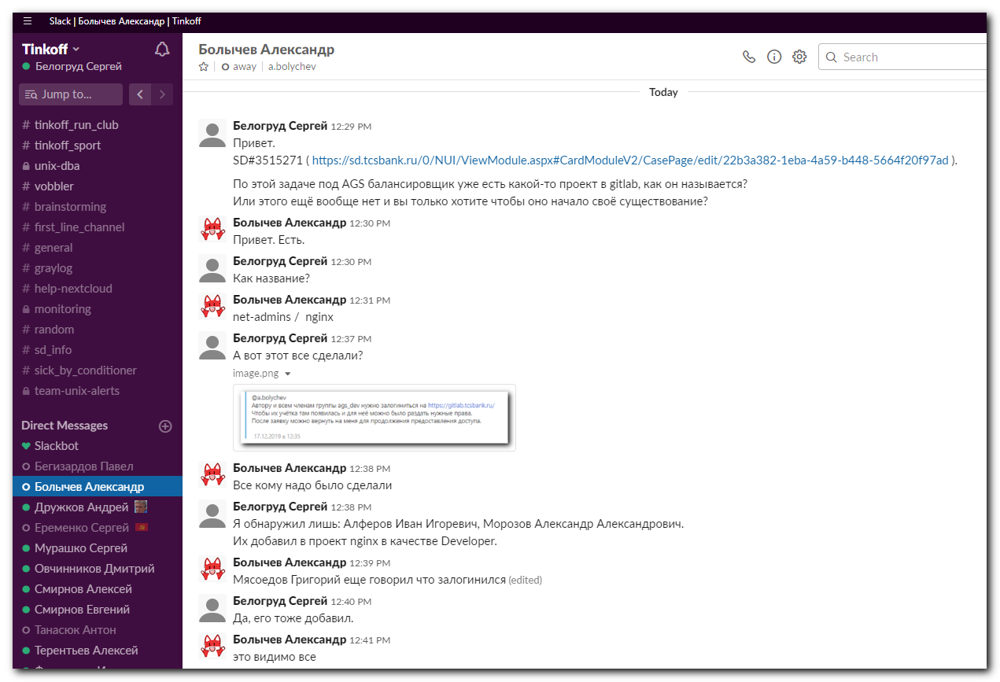 Slack | Болычев Александр | Tinkoff
Tinkoff
Белогруд Сергей
Jump to...
# tinkoff_run_club
# tinkoff_sport
unix-dba
# vobbler
# brainstorming
# first_line_channel
# general
# graylog
# help-nextcloud
monitoring
# random
# sd_info
# sick_by_conditioner
team-unix-alerts
Direct Messages
Slackbot
Бегизардов Павел
Болычев Александр
Дружков Андрей
Еременко Сергей
Мурашко Сергей
Овчинников Дмитрий
Смирнов Алексей
Смирнов Евгений
Танасюк Антон
Терентьев Алексей
Болычев Александр
away | a.bolychev
Search
Today
Белогруд Сергей 12:29 PM
Привет.
SD#3515271 ( https://sd.tcsbank.ru/0/NUI/ViewModule.aspx#CardModuleV2/CasePage/edit/22b3a382-1eba-4a59-b448-5664f20f97ad ).
По этой задаче под AGS балансировщик уже есть какой-то проект в gitlab, как он называется?
Или этого ещё вообще нет и вы только хотите чтобы оно начало своё существование?
Болычев Александр 12:30 PM
Привет. Есть.
Белогруд Сергей 12:30 PM
Как название?
Болычев Александр 12:31 PM
net-admins / nginx
Белогруд Сергей 12:37 PM
А вот этот все сделали?
image.png
@a.bolychev
Автору и всем членам группы ags_dev нужно залогиниться на https://gitlab.tcsbank.ru/
Чтобы их учётка там появилась и для неё можно было раздать нужные права.
После заявку можно вернуть на меня для продолжения предоставления доступа.
17.12.2019 в 12:35
Болычев Александр 12:38 PM
Все кому надо было сделали
Белогруд Сергей 12:38 PM
Я обнаружил лишь: Алферов Иван Игоревич, Морозов Александр Александрович.
Их добавил в проект nginx в качестве Developer.
Болычев Александр 12:39 PM
Мясоедов Григорий еще говорил что залогинился (edited)
Белогруд Сергей 12:40 PM
Да, его тоже добавил.
Болычев Александр 12:41 PM
это видимо все